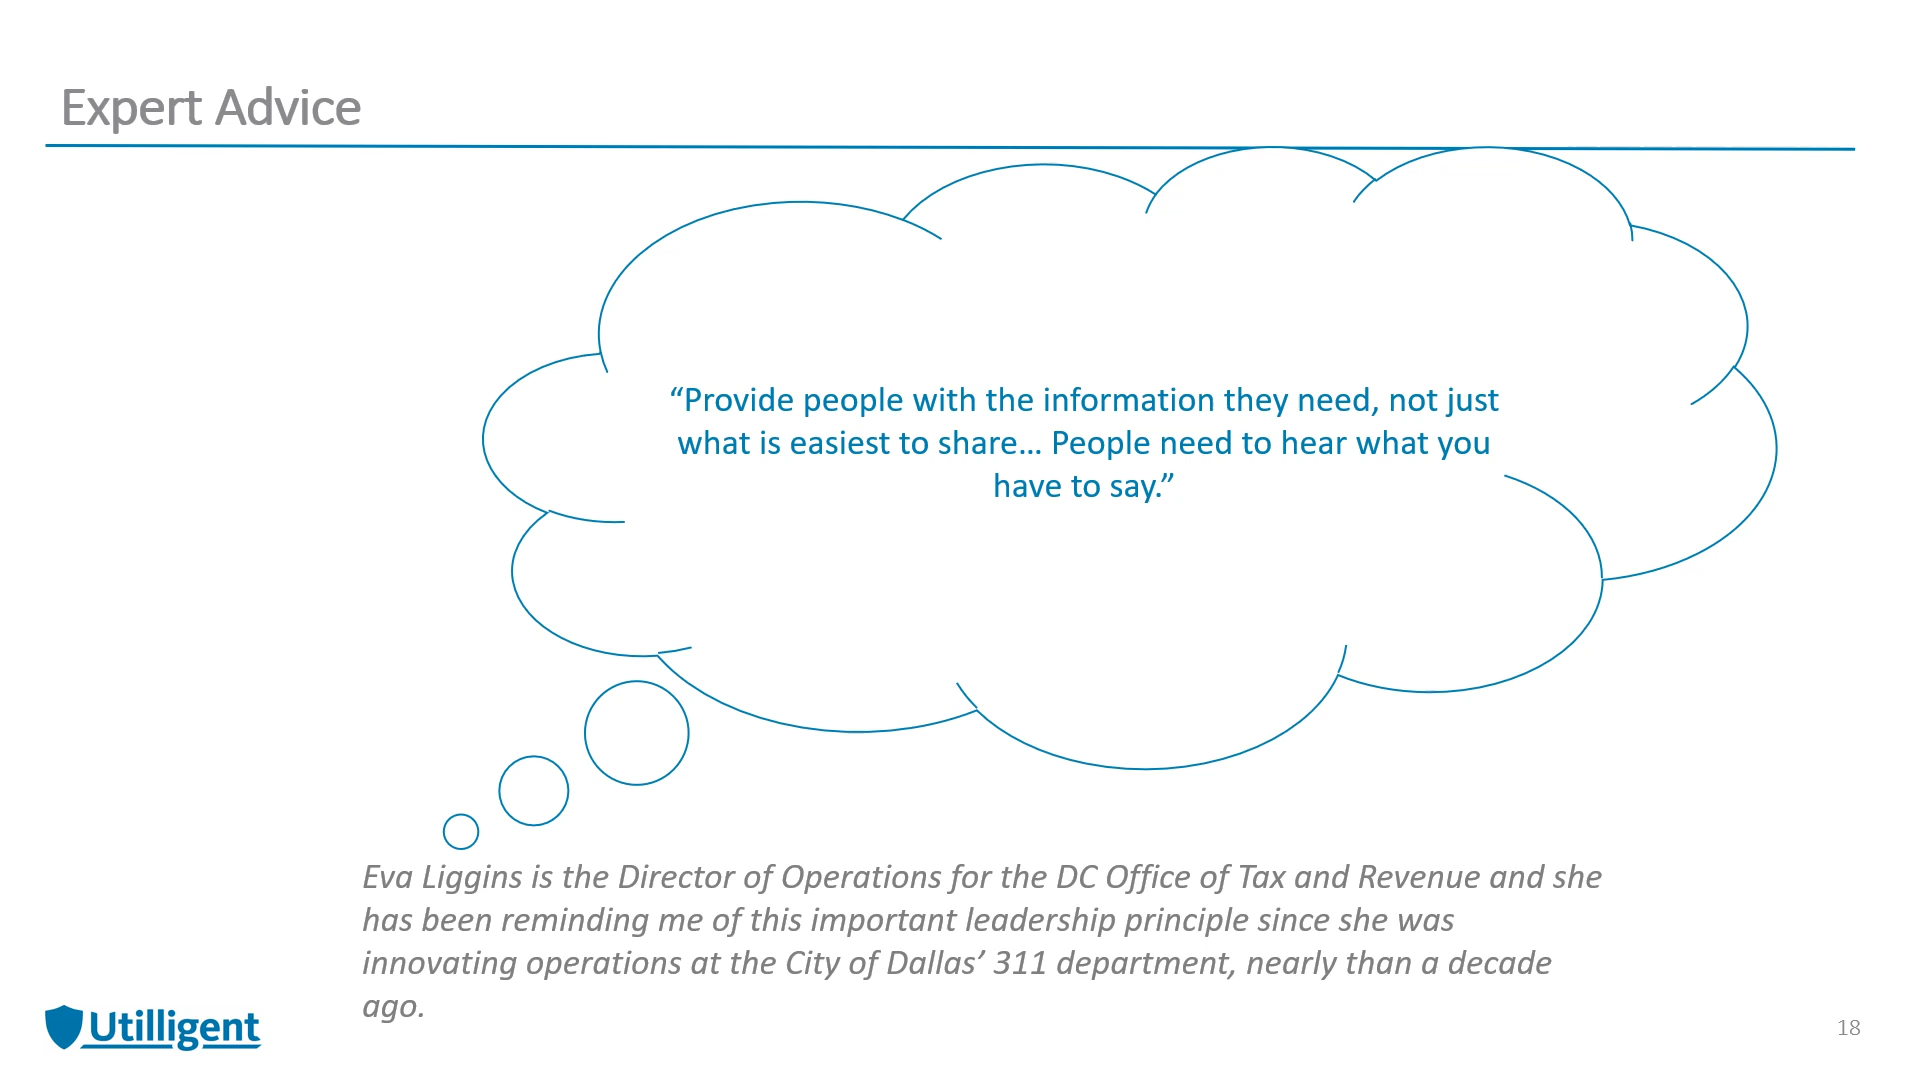 Expert Advice
“Provide people with the information they need, not just
what is easiest to share… People need to hear what you
have to say.”
Eva Liggins is the Director of Operations for the DC Office of Tax and Revenue and she
has been reminding me of this important leadership principle since she was
innovating operations at the City of Dallas’ 311 department, nearly than a decade
ago.
Utilligent
18